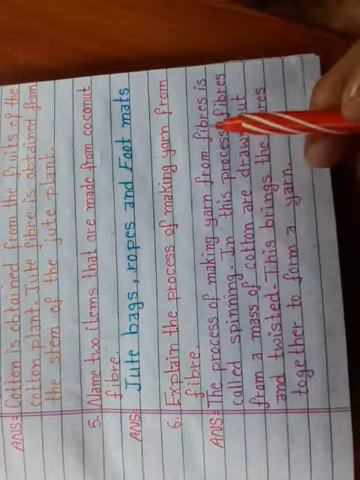 ANS= Cotton is obtained from the fruits of the
cotton plant. Jute fibre is obtained from
the stem of the jute plant.
5. Name two items that are made from coconut
fibre.
ANS Jute bags, ropes and Foot mats
6. Explain the process of making yarn from
fibre.
ANS= The process of making yarn from fibres is
called spinning. In this process fibres
from a mass of cotton are drawn out
and twisted. This brings the fibres
together to form a yarn.